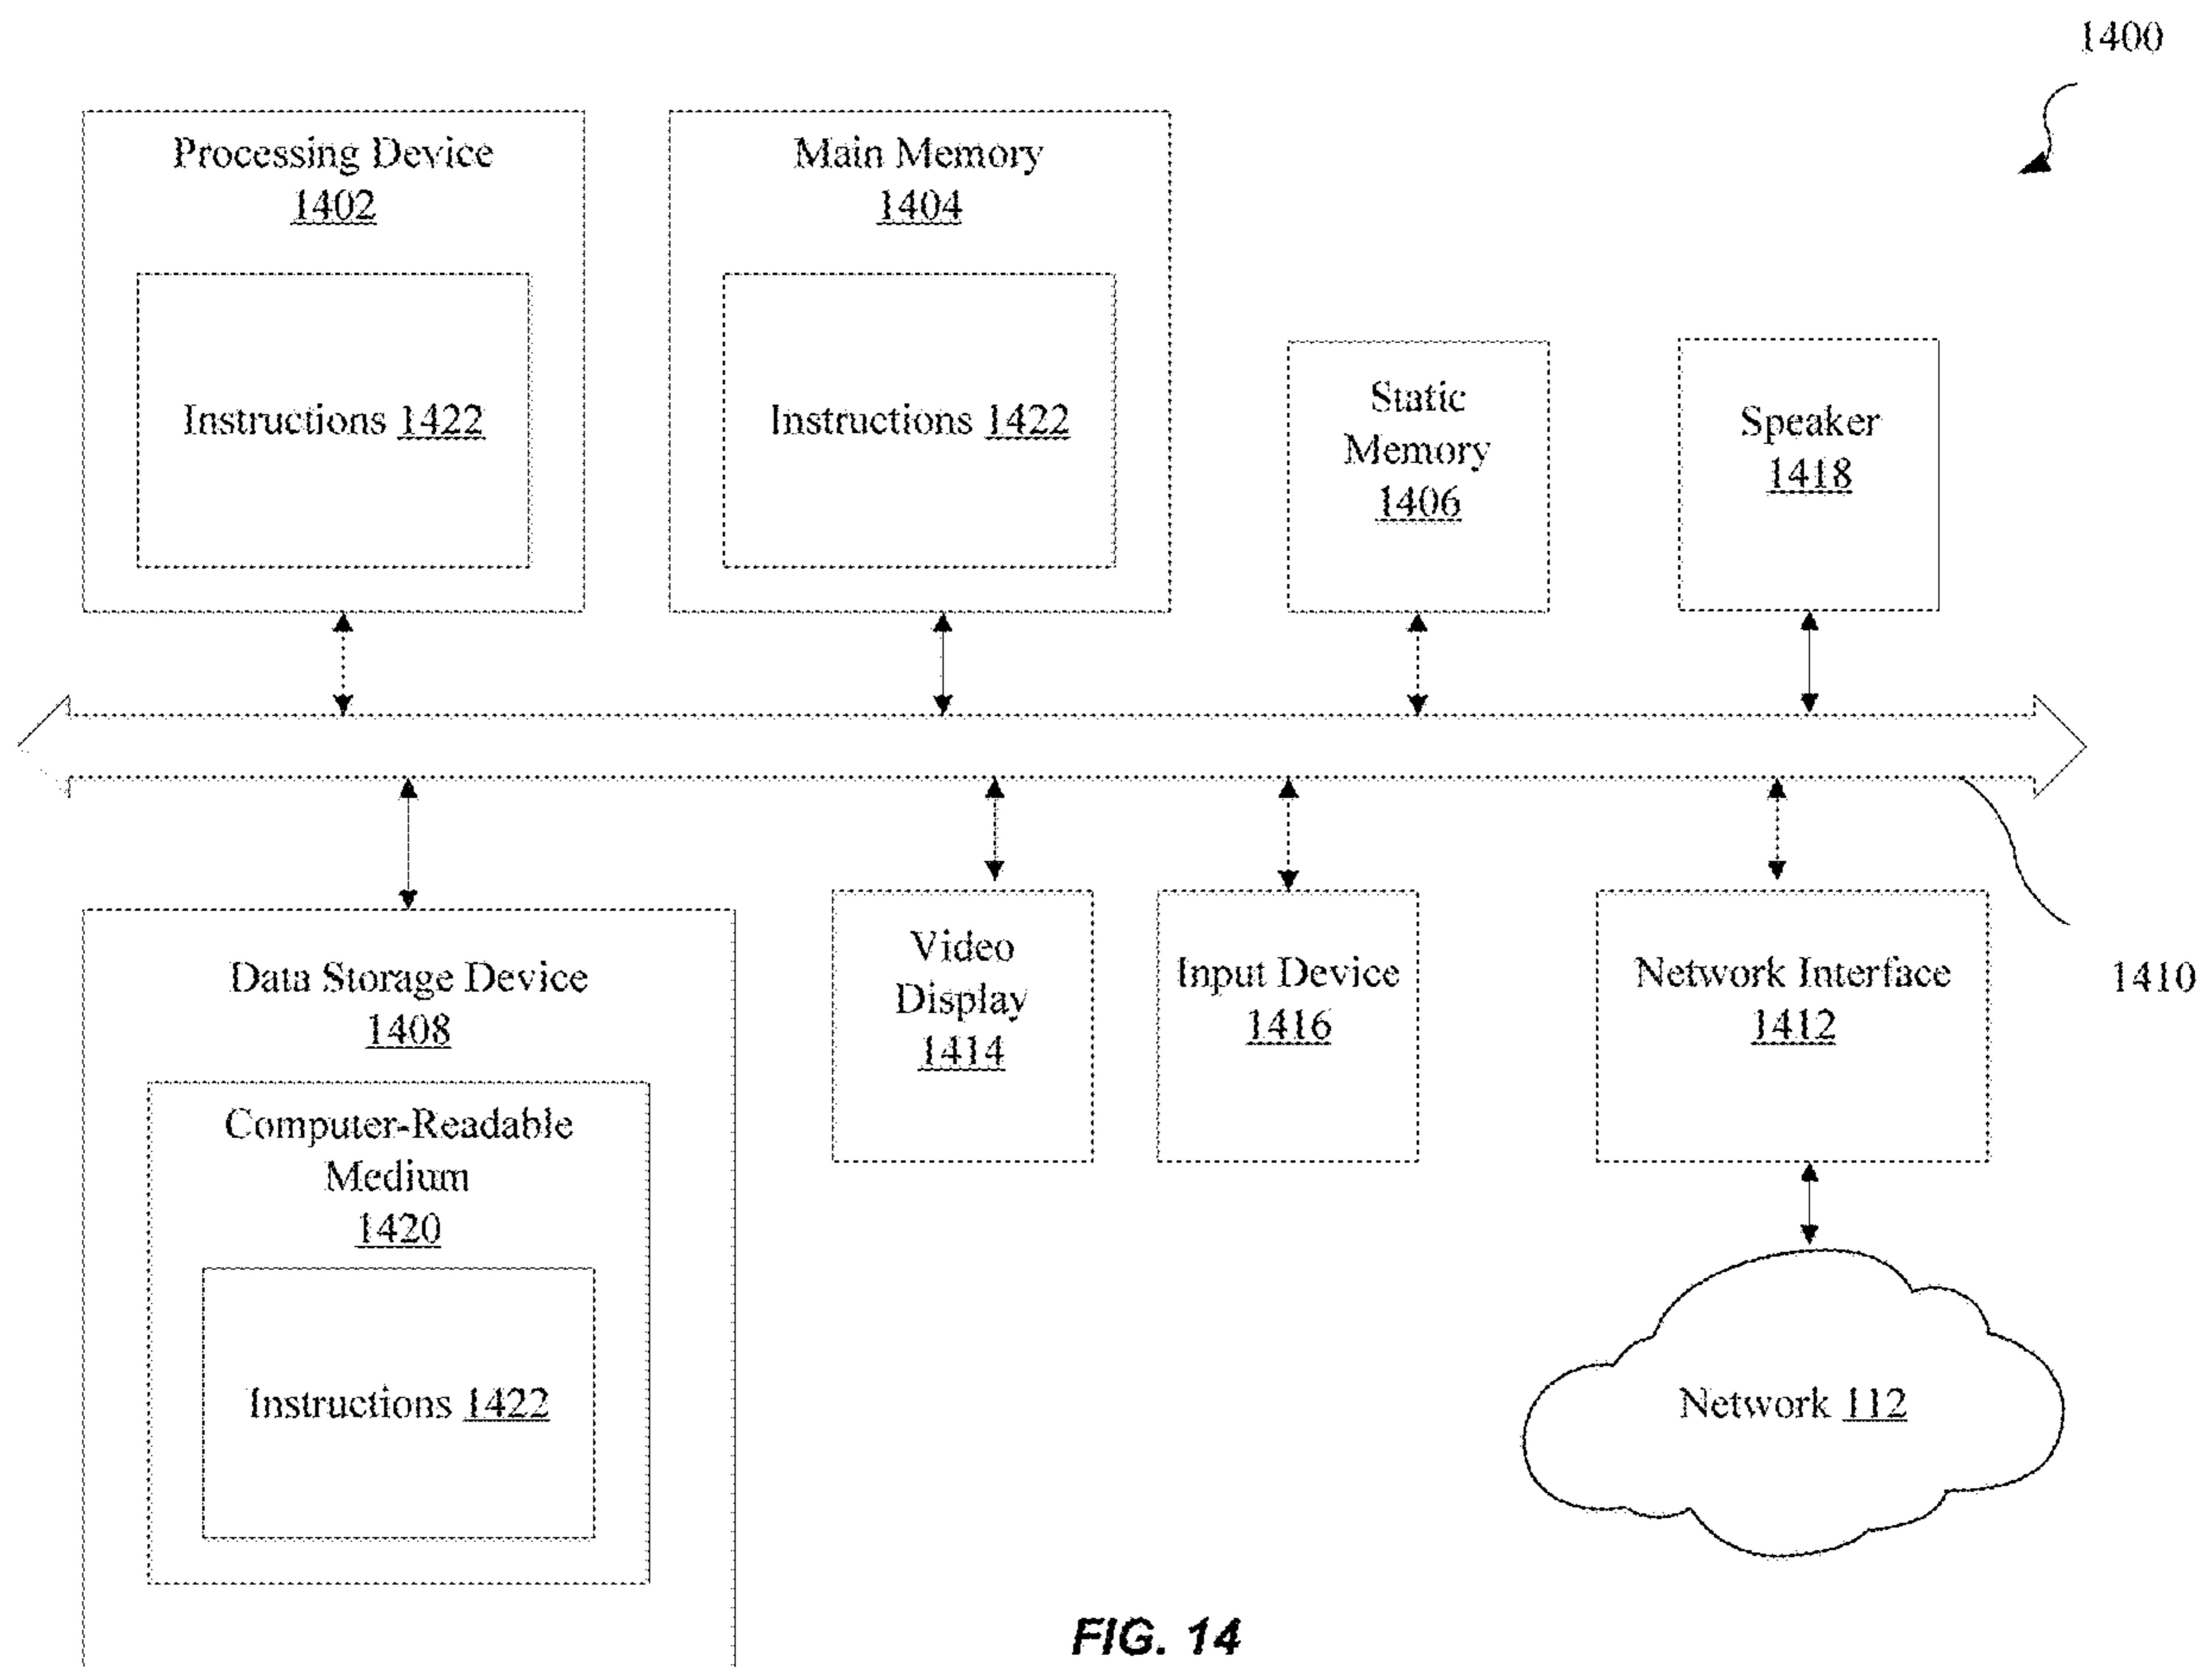 1400
Processing Device
1402
Instructions 1422
Main Memory
1404
Instructions 1422
Static
Memory
1406
Speaker
1418
Data Storage Device
1408
Computer-Readable
Medium
1420
Instructions 1422
Video
Display
1414
Input Device
1416
Network Interface
1412
1410
Network 112
FIG. 14